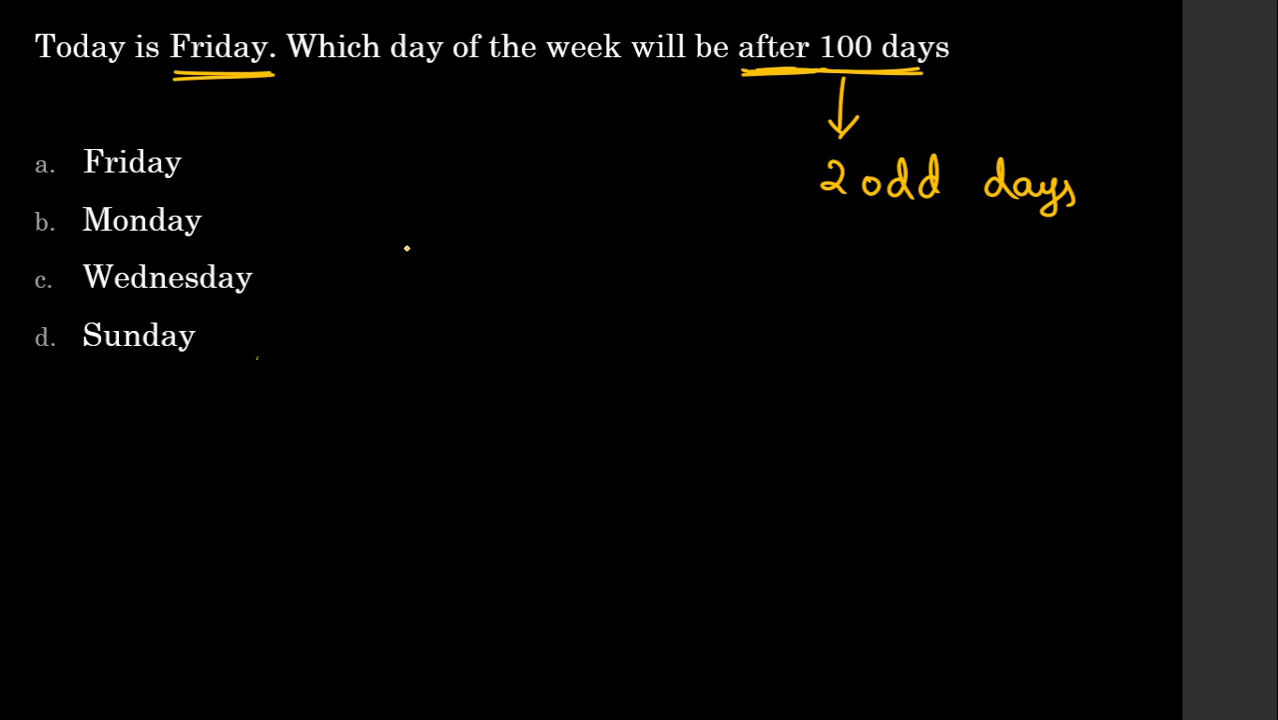 Today is Friday. Which day of the week will be after 100 days
2 odd days
a. Friday
b. Monday
c. Wednesday
d. Sunday